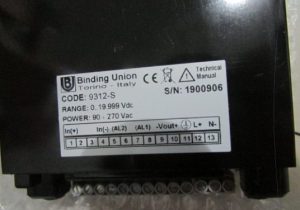 BU
Binding Union
Torino - Italy
Technical
Manual
CODE: 9312-S
S/N: 1900906
RANGE: 0..19.999 Vdc
POWER: 90 - 270 Vac
In(+) In(-) (AL2) (AL1) -Vout+ L+ N-
1 2 3 4 5 6 7 8 9 10 11 12 13